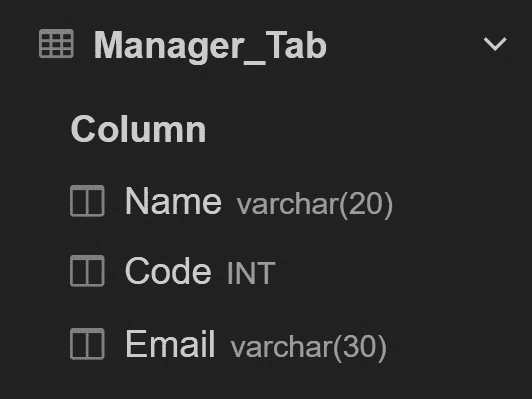 Manager_Tab
Column
Name varchar(20)
Code INT
Email varchar(30)